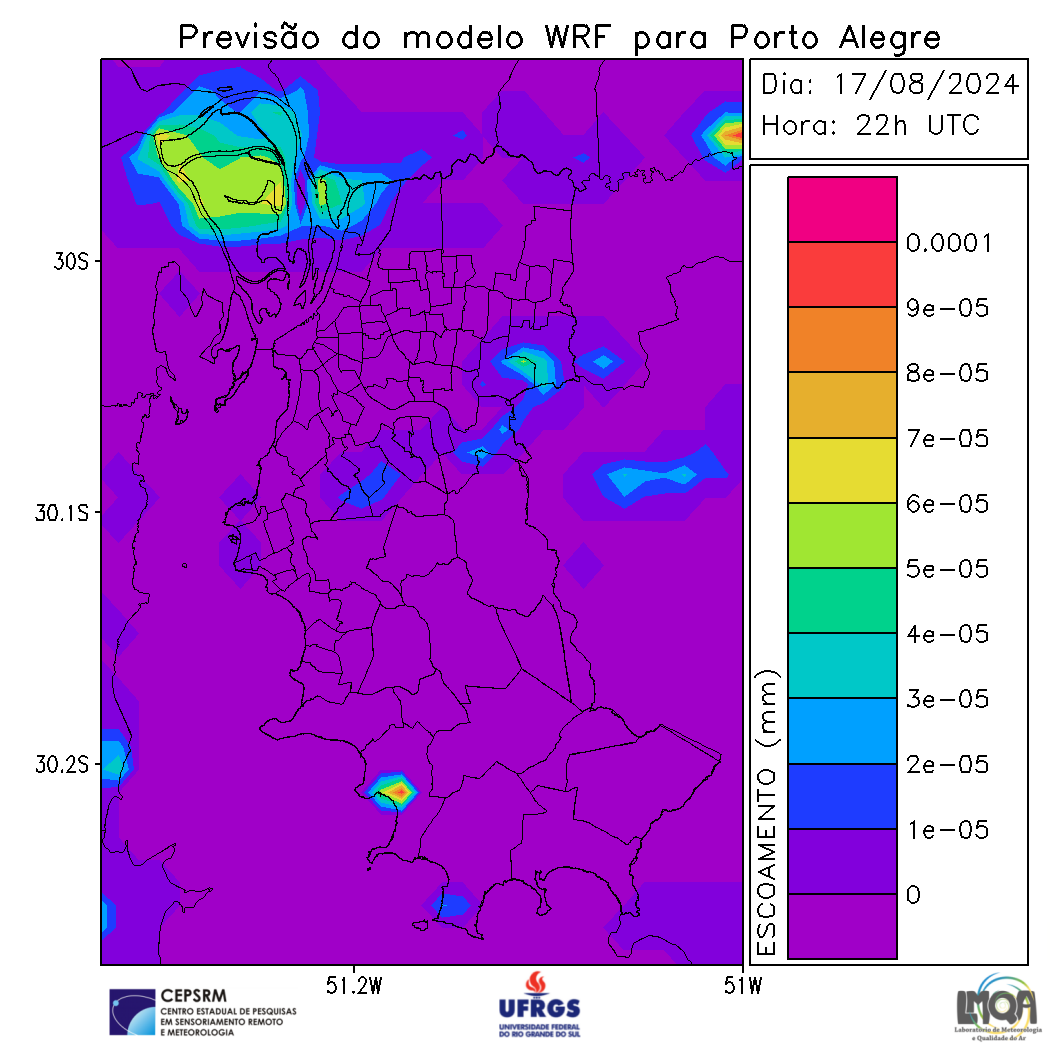 Previsão do modelo WRF para Porto Alegre
Dia: 17/08/2024
Hora: 22h UTC
30S
30.1S
30.2S
51.2W
51W
0.0001
9e-05
8e-05
7e-05
6e-05
5e-05
4e-05
3e-05
2e-05
1e-05
0
ESCOAMENTO (mm)
CEPSRM
CENTRO ESTADUAL DE PESQUISAS
EM SENSORIAMENTO REMOTO
E METEOROLOGIA
UFRGS
UNIVERSIDADE FEDERAL
DO RIO GRANDE DO SUL
LMQA
Laboratório de Meteorologia
e Qualidade do Ar